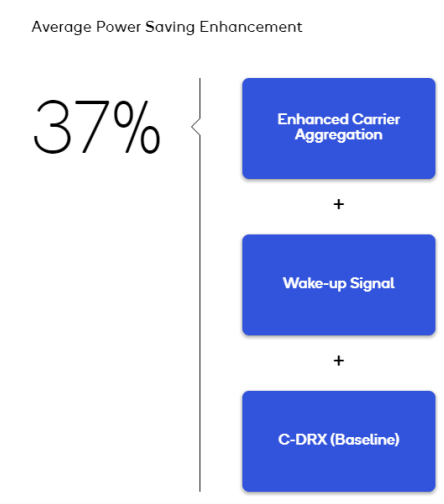 Average Power Saving Enhancement
37%
Enhanced Carrier
Aggregation
+
Wake-up Signal
+
C-DRX (Baseline)